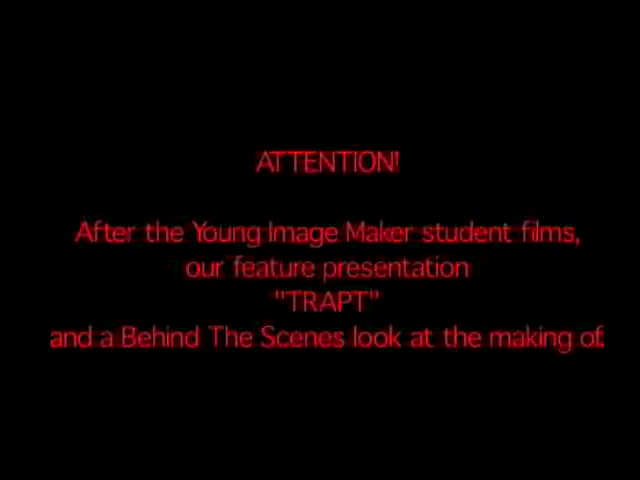 ATTENTION!
After the Young Image Maker student films,
our feature presentation
"TRAPT"
and a Behind The Scenes look at the making of.